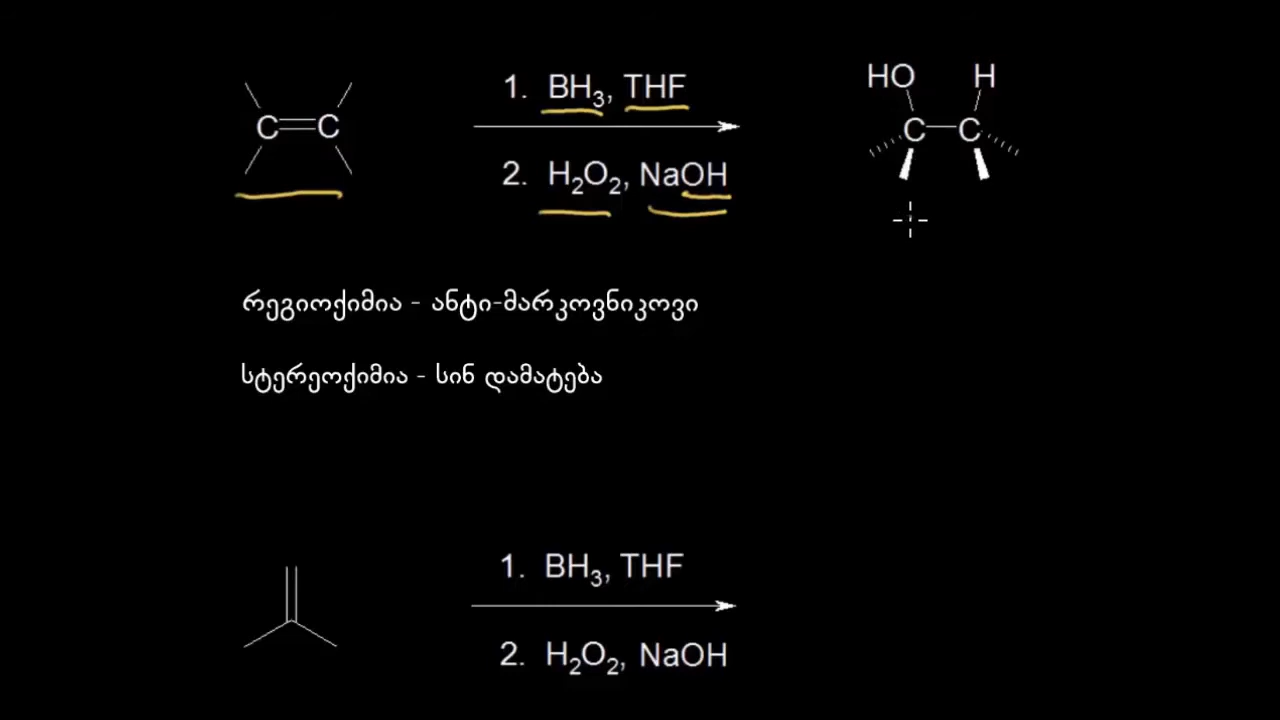 1. BH₃, THF
HO H
C=C
C—C
2. H₂O₂, NaOH
რეგიოქიმია - ანტი-მარკოვნიკოვი
სტერეოქიმია - სინ დამატება
1. BH₃, THF
2. H₂O₂, NaOH